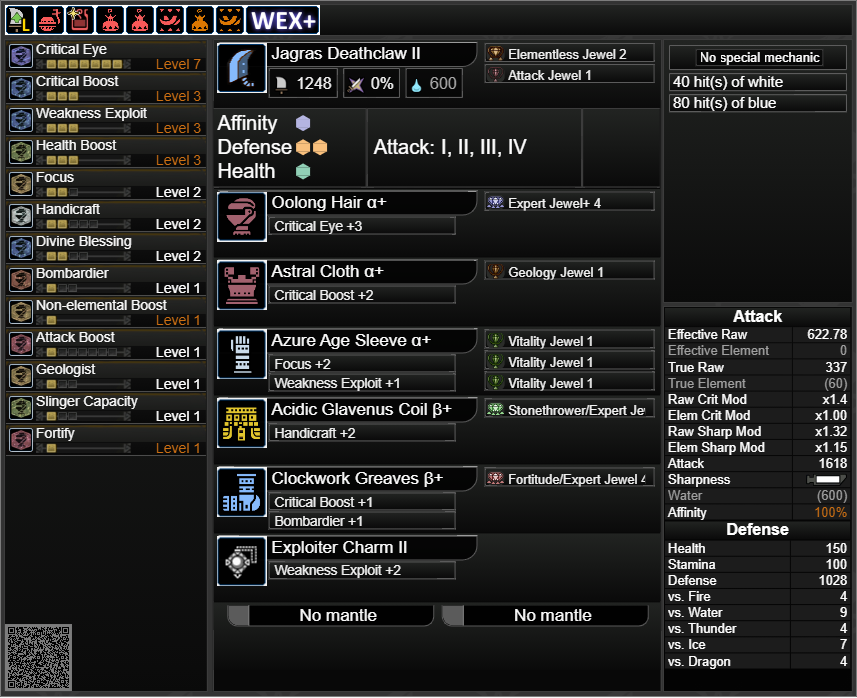 L WEX+
Critical Eye
Level 7
Critical Boost
Level 3
Weakness Exploit
Level 3
Health Boost
Level 3
Focus
Level 2
Handicraft
Level 2
Divine Blessing
Level 2
Bombardier
Level 1
Non-elemental Boost
Level 1
Attack Boost
Level 1
Geologist
Level 1
Slinger Capacity
Level 1
Fortify
Level 1
Jagras Deathclaw II
1248 0% 600
Elementless Jewel 2
Attack Jewel 1
Affinity
Defense
Health
Attack: I, II, III, IV
Oolong Hair α+
Critical Eye +3
Expert Jewel+ 4
Astral Cloth α+
Critical Boost +2
Geology Jewel 1
Azure Age Sleeve α+
Focus +2
Weakness Exploit +1
Vitality Jewel 1
Vitality Jewel 1
Vitality Jewel 1
Acidic Glavenus Coil β+
Handicraft +2
Stonethrower/Expert Je
Clockwork Greaves β+
Critical Boost +1
Bombardier +1
Fortitude/Expert Jewel 4
Exploiter Charm II
Weakness Exploit +2
No mantle No mantle
No special mechanic
40 hit(s) of white
80 hit(s) of blue
Attack
Effective Raw 622.78
Effective Element 0
True Raw 337
True Element (60)
Raw Crit Mod x1.4
Elem Crit Mod x1.00
Raw Sharp Mod x1.32
Elem Sharp Mod x1.15
Attack 1618
Sharpness
Water (600)
Affinity 100%
Defense
Health 150
Stamina 100
Defense 1028
vs. Fire 4
vs. Water 9
vs. Thunder 4
vs. Ice 7
vs. Dragon 4